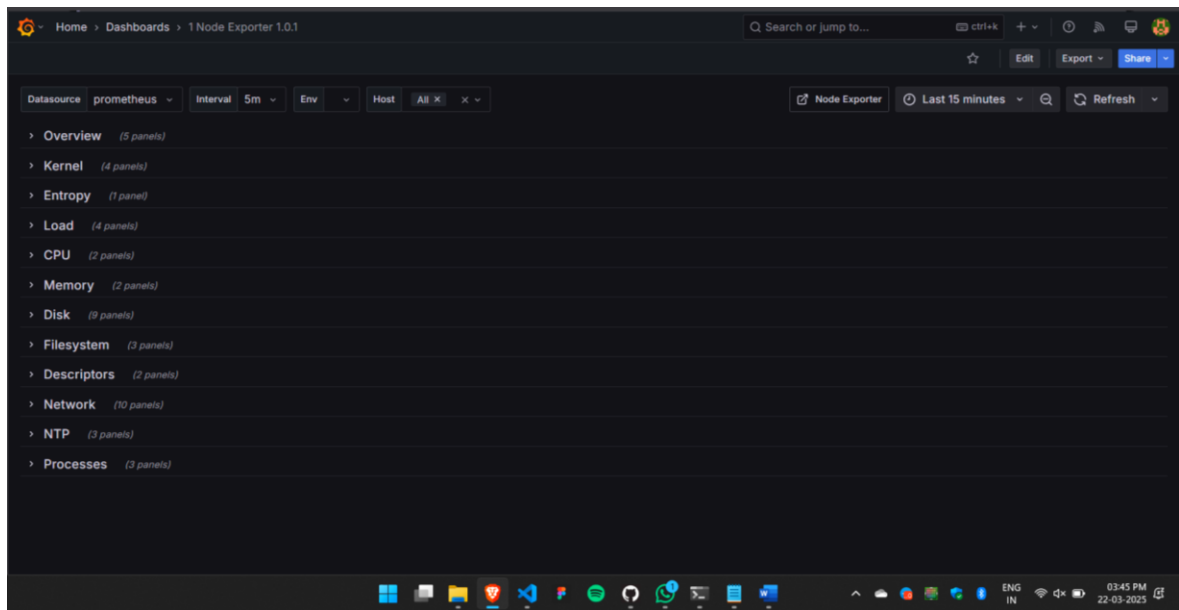 Home › Dashboards › 1 Node Exporter 1.0.1 Search or jump to... ctrl+k
Edit Export Share
Datasource prometheus Interval 5m Env Host All × Node Exporter Last 15 minutes Refresh
Overview (5 panels)
Kernel (4 panels)
Entropy (1 panel)
Load (4 panels)
CPU (2 panels)
Memory (2 panels)
Disk (9 panels)
Filesystem (3 panels)
Descriptors (2 panels)
Network (10 panels)
NTP (3 panels)
Processes (3 panels)
ENG 03:45 PM
IN 22-03-2025